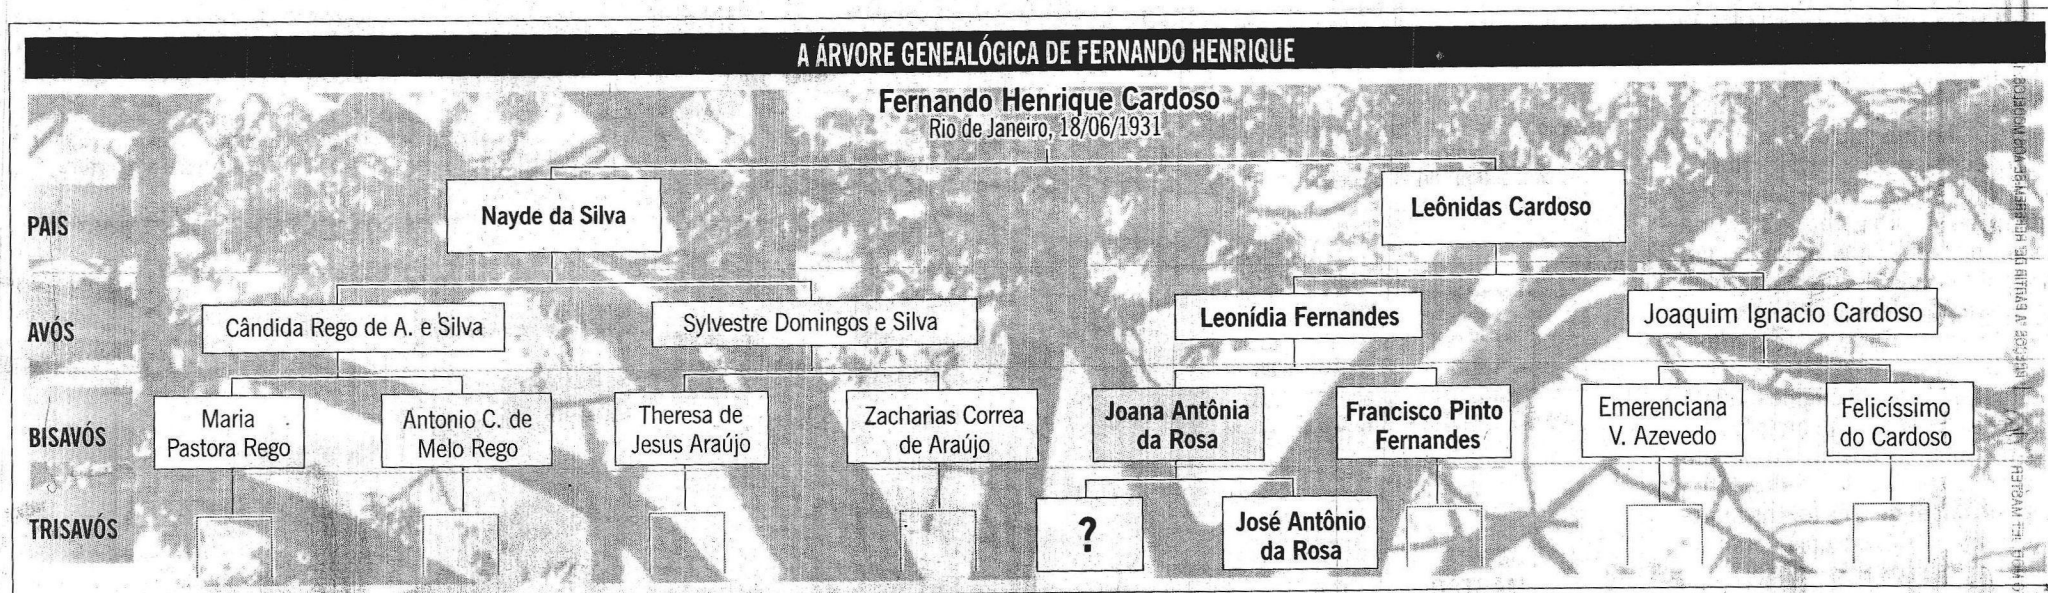 A ÁRVORE GENEALÓGICA DE FERNANDO HENRIQUE
Fernando Henrique Cardoso
Rio de Janeiro, 18/06/1931
PAIS
Nayde da Silva
Leônidas Cardoso
AVÓS
Cândida Rego de A. e Silva
Sylvestre Domingos e Silva
Leonídia Fernandes
Joaquim Ignacio Cardoso
BISAVÓS
Maria
Pastora Rego
Antonio C. de
Melo Rego
Theresa de
Jesus Araújo
Zacharias Correa
de Araújo
Joana Antônia
da Rosa
Francisco Pinto
Fernandes
Emerenciana
V. Azevedo
Felicíssimo
do Cardoso
TRISAVÓS
?
José Antônio
da Rosa